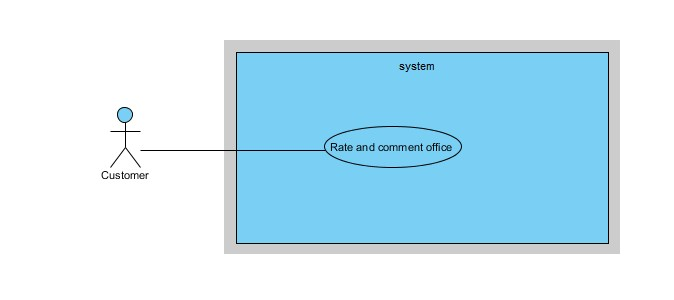 system
Rate and comment office
Customer